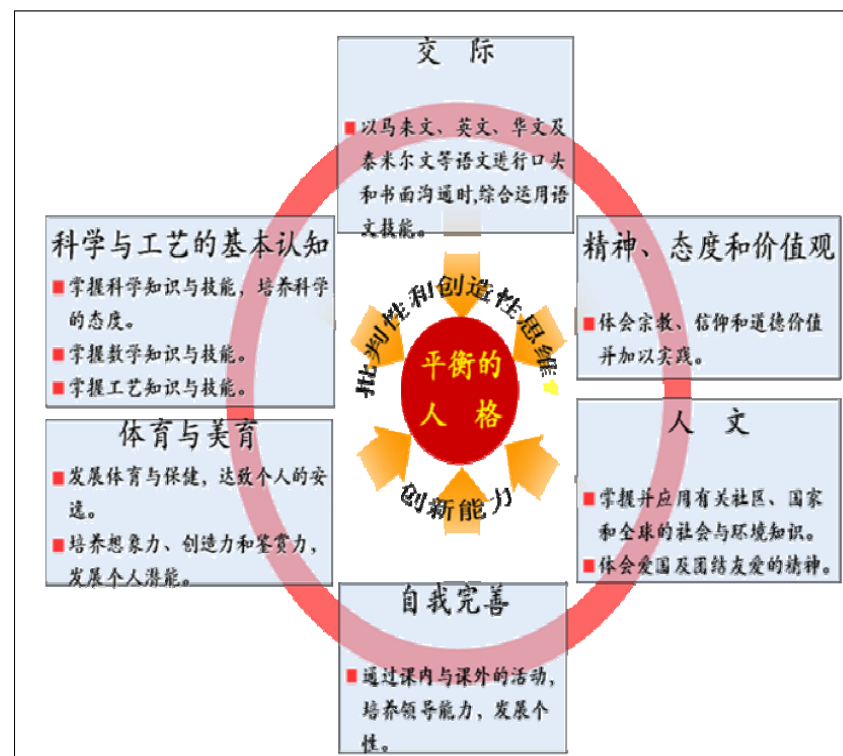 交 际
以马来文、英文、华文及
泰米尔文等语文进行口头
和书面沟通时,综合运用语
文技能。
科学与工艺的基本认知
掌握科学知识与技能，培养科学
的态度。
掌握数学知识与技能。
掌握工艺知识与技能。
精神、态度和价值观
体会宗教、信仰和道德价值
并加以实践。
批判性和创造性思维
平衡的
人 格
创新能力
体育与美育
发展体育与保健，达致个人的安
逸。
培养想象力、创造力和鉴赏力，
发展个人潜能。
人 文
掌握并应用有关社区、国家
和全球的社会与环境知识。
体会爱国及团结友爱的精神。
自我完善
通过课内与课外的活动，
培养领导能力，发展个
性。